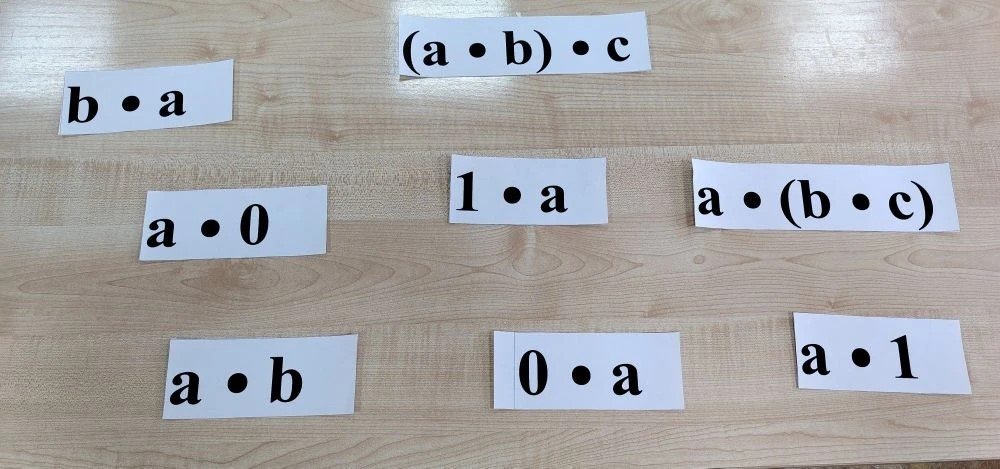 (a • b) • c
b • a
1 • a
a • (b • c)
a • 0
a • b
0 • a
a • 1